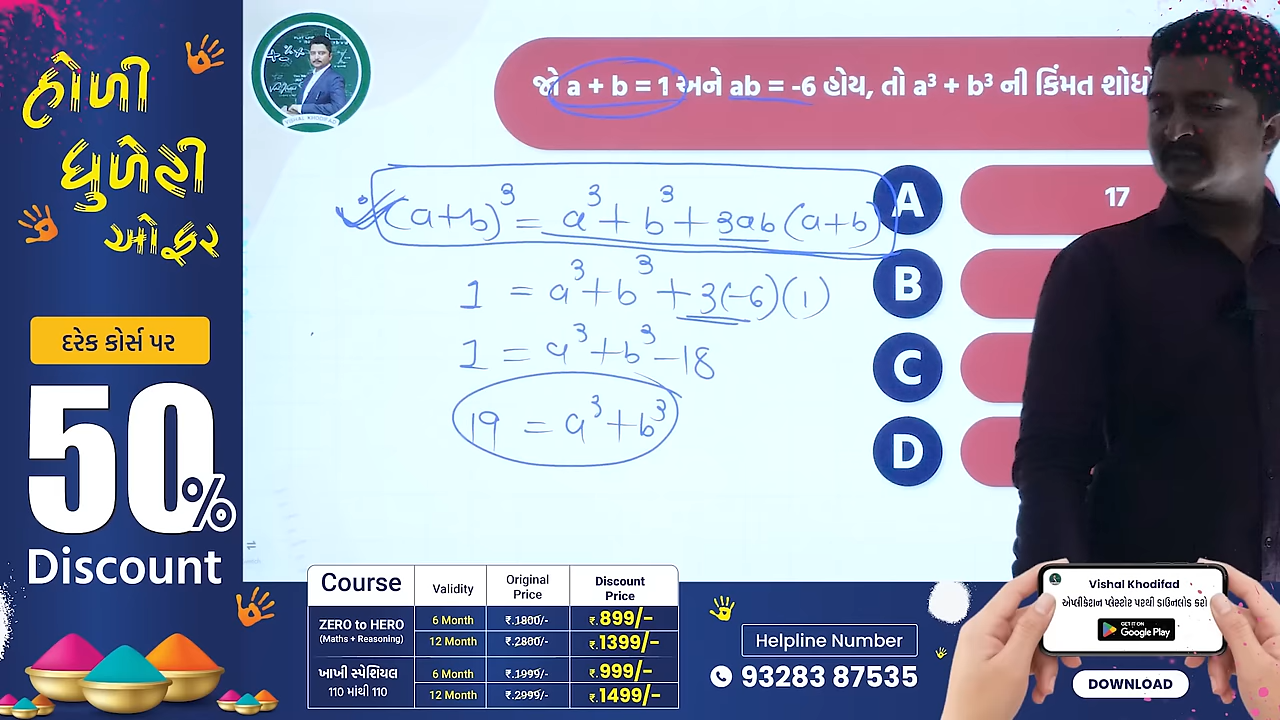 હોળી
ધુળેટી
ઓફર
દરેક કોર્સ પર
50%
Discount
VISHAL KHODIFAD
જો a + b = 1 અને ab = -6 હોય, તો a³ + b³ ની કિંમત શોધો
(a+b)³ = a³ + b³ + 3ab (a+b)
1 = a³ + b³ + 3(-6)(1)
1 = a³ + b³ - 18
19 = a³ + b³
A 17
B
C
D
Course Validity Original Price Discount Price
ZERO to HERO (Maths + Reasoning) 6 Month ₹.1800/- ₹.899/-
12 Month ₹.2800/- ₹.1399/-
ખાખી સ્પેશિયલ 110 માંથી 110 6 Month ₹.1999/- ₹.999/-
12 Month ₹.2999/- ₹.1499/-
Helpline Number
93283 87535
Vishal Khodifad
એપ્લીકેશન પ્લેસ્ટોર પરથી ડાઉનલોડ કરો
GET IT ON
Google Play
DOWNLOAD